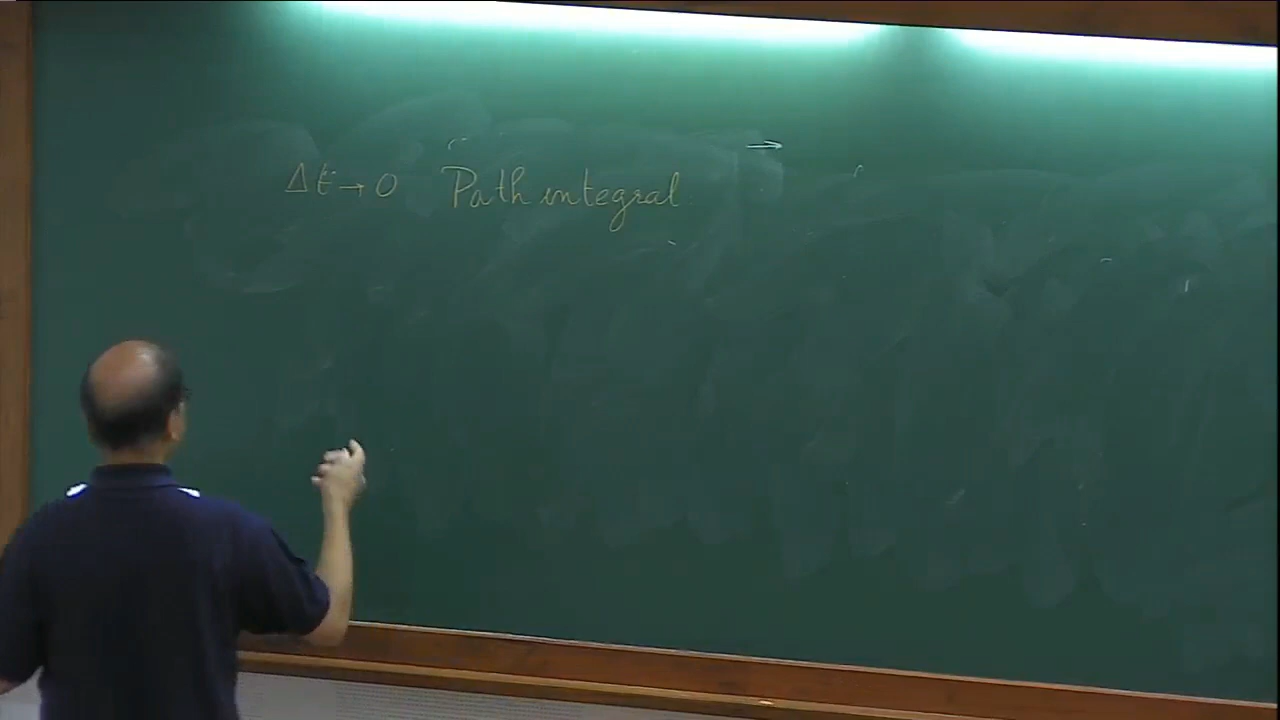 Δt → 0 Path integral